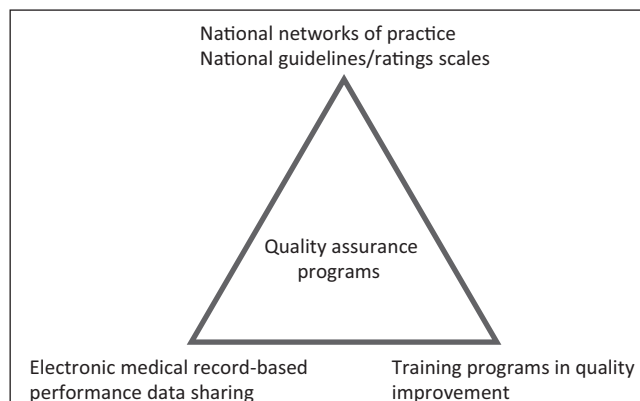 National networks of practice
National guidelines/ratings scales
Quality assurance
programs
Electronic medical record-based
performance data sharing
Training programs in quality
improvement